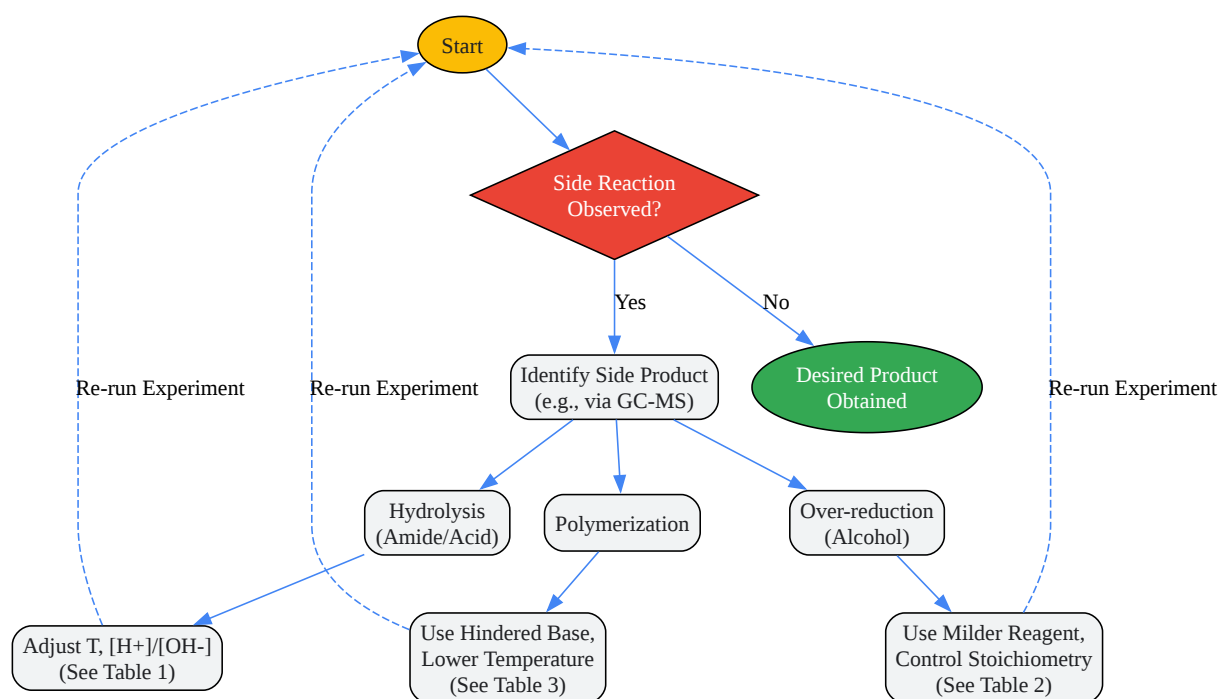 Start
Side Reaction
Observed?
Yes
No
Identify Side Product
(e.g., via GC-MS)
Desired Product
Obtained
Re-run Experiment
Re-run Experiment
Re-run Experiment
Hydrolysis
(Amide/Acid)
Polymerization
Over-reduction
(Alcohol)
Adjust T, [H+]/[OH-]
(See Table 1)
Use Hindered Base,
Lower Temperature
(See Table 3)
Use Milder Reagent,
Control Stoichiometry
(See Table 2)